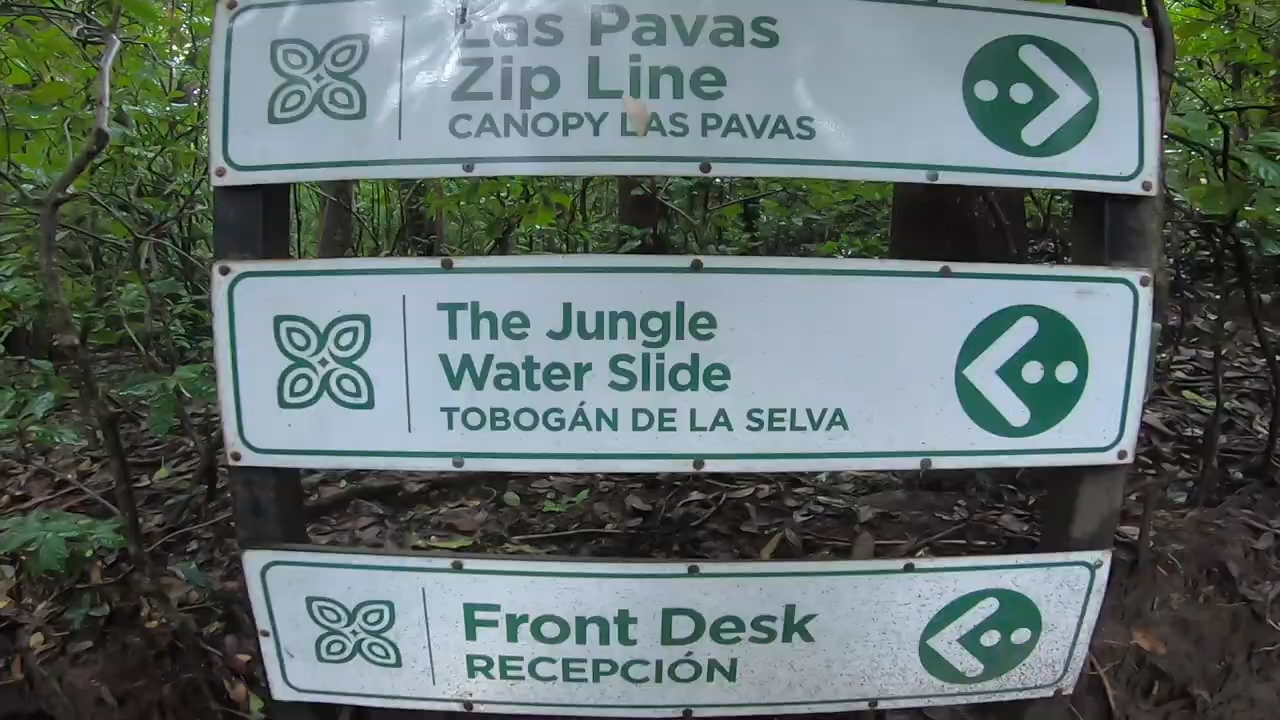 Las Pavas
Zip Line
CANOPY LAS PAVAS
The Jungle
Water Slide
TOBOGÁN DE LA SELVA
Front Desk
RECEPCIÓN